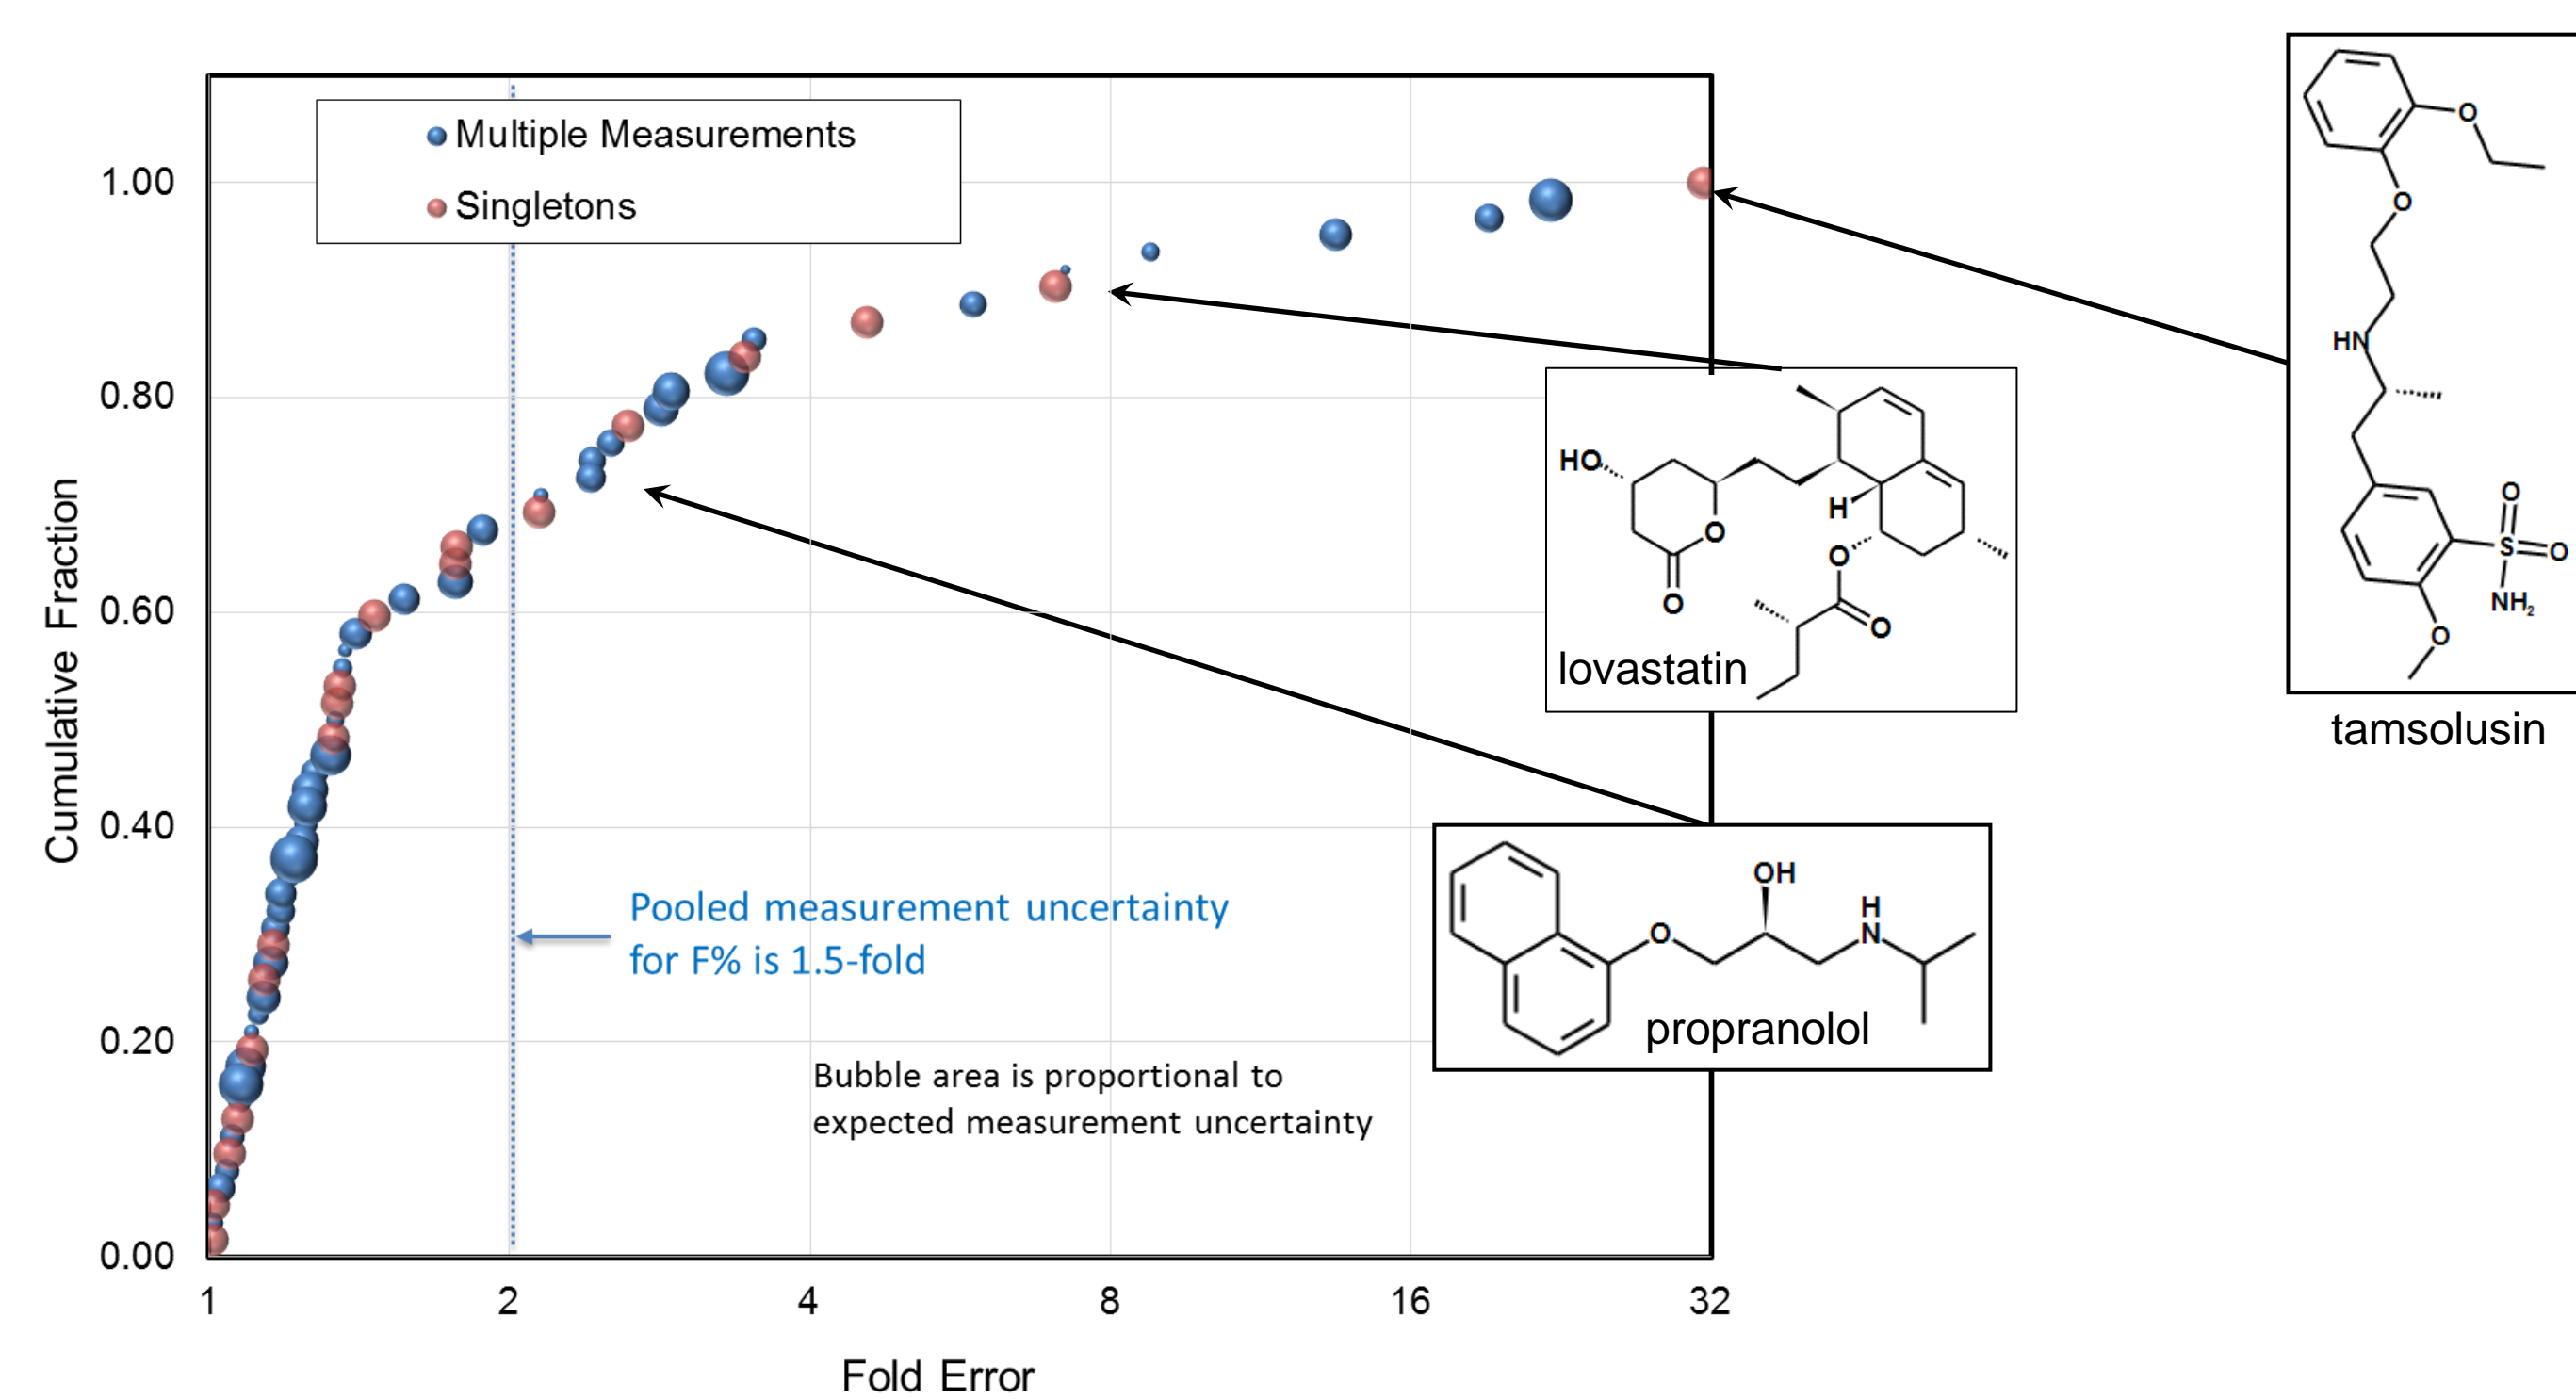 Multiple Measurements
Singletons
1.00
0.80
0.60
0.40
0.20
0.00
Cumulative Fraction
1
2
4
8
16
32
Fold Error
Pooled measurement uncertainty
for F% is 1.5-fold
Bubble area is proportional to
expected measurement uncertainty
HO
O
O
H
O
O
lovastatin
OH
O
H
N
propranolol
O
O
HN
O
S
O
NH₂
O
tamsolusin